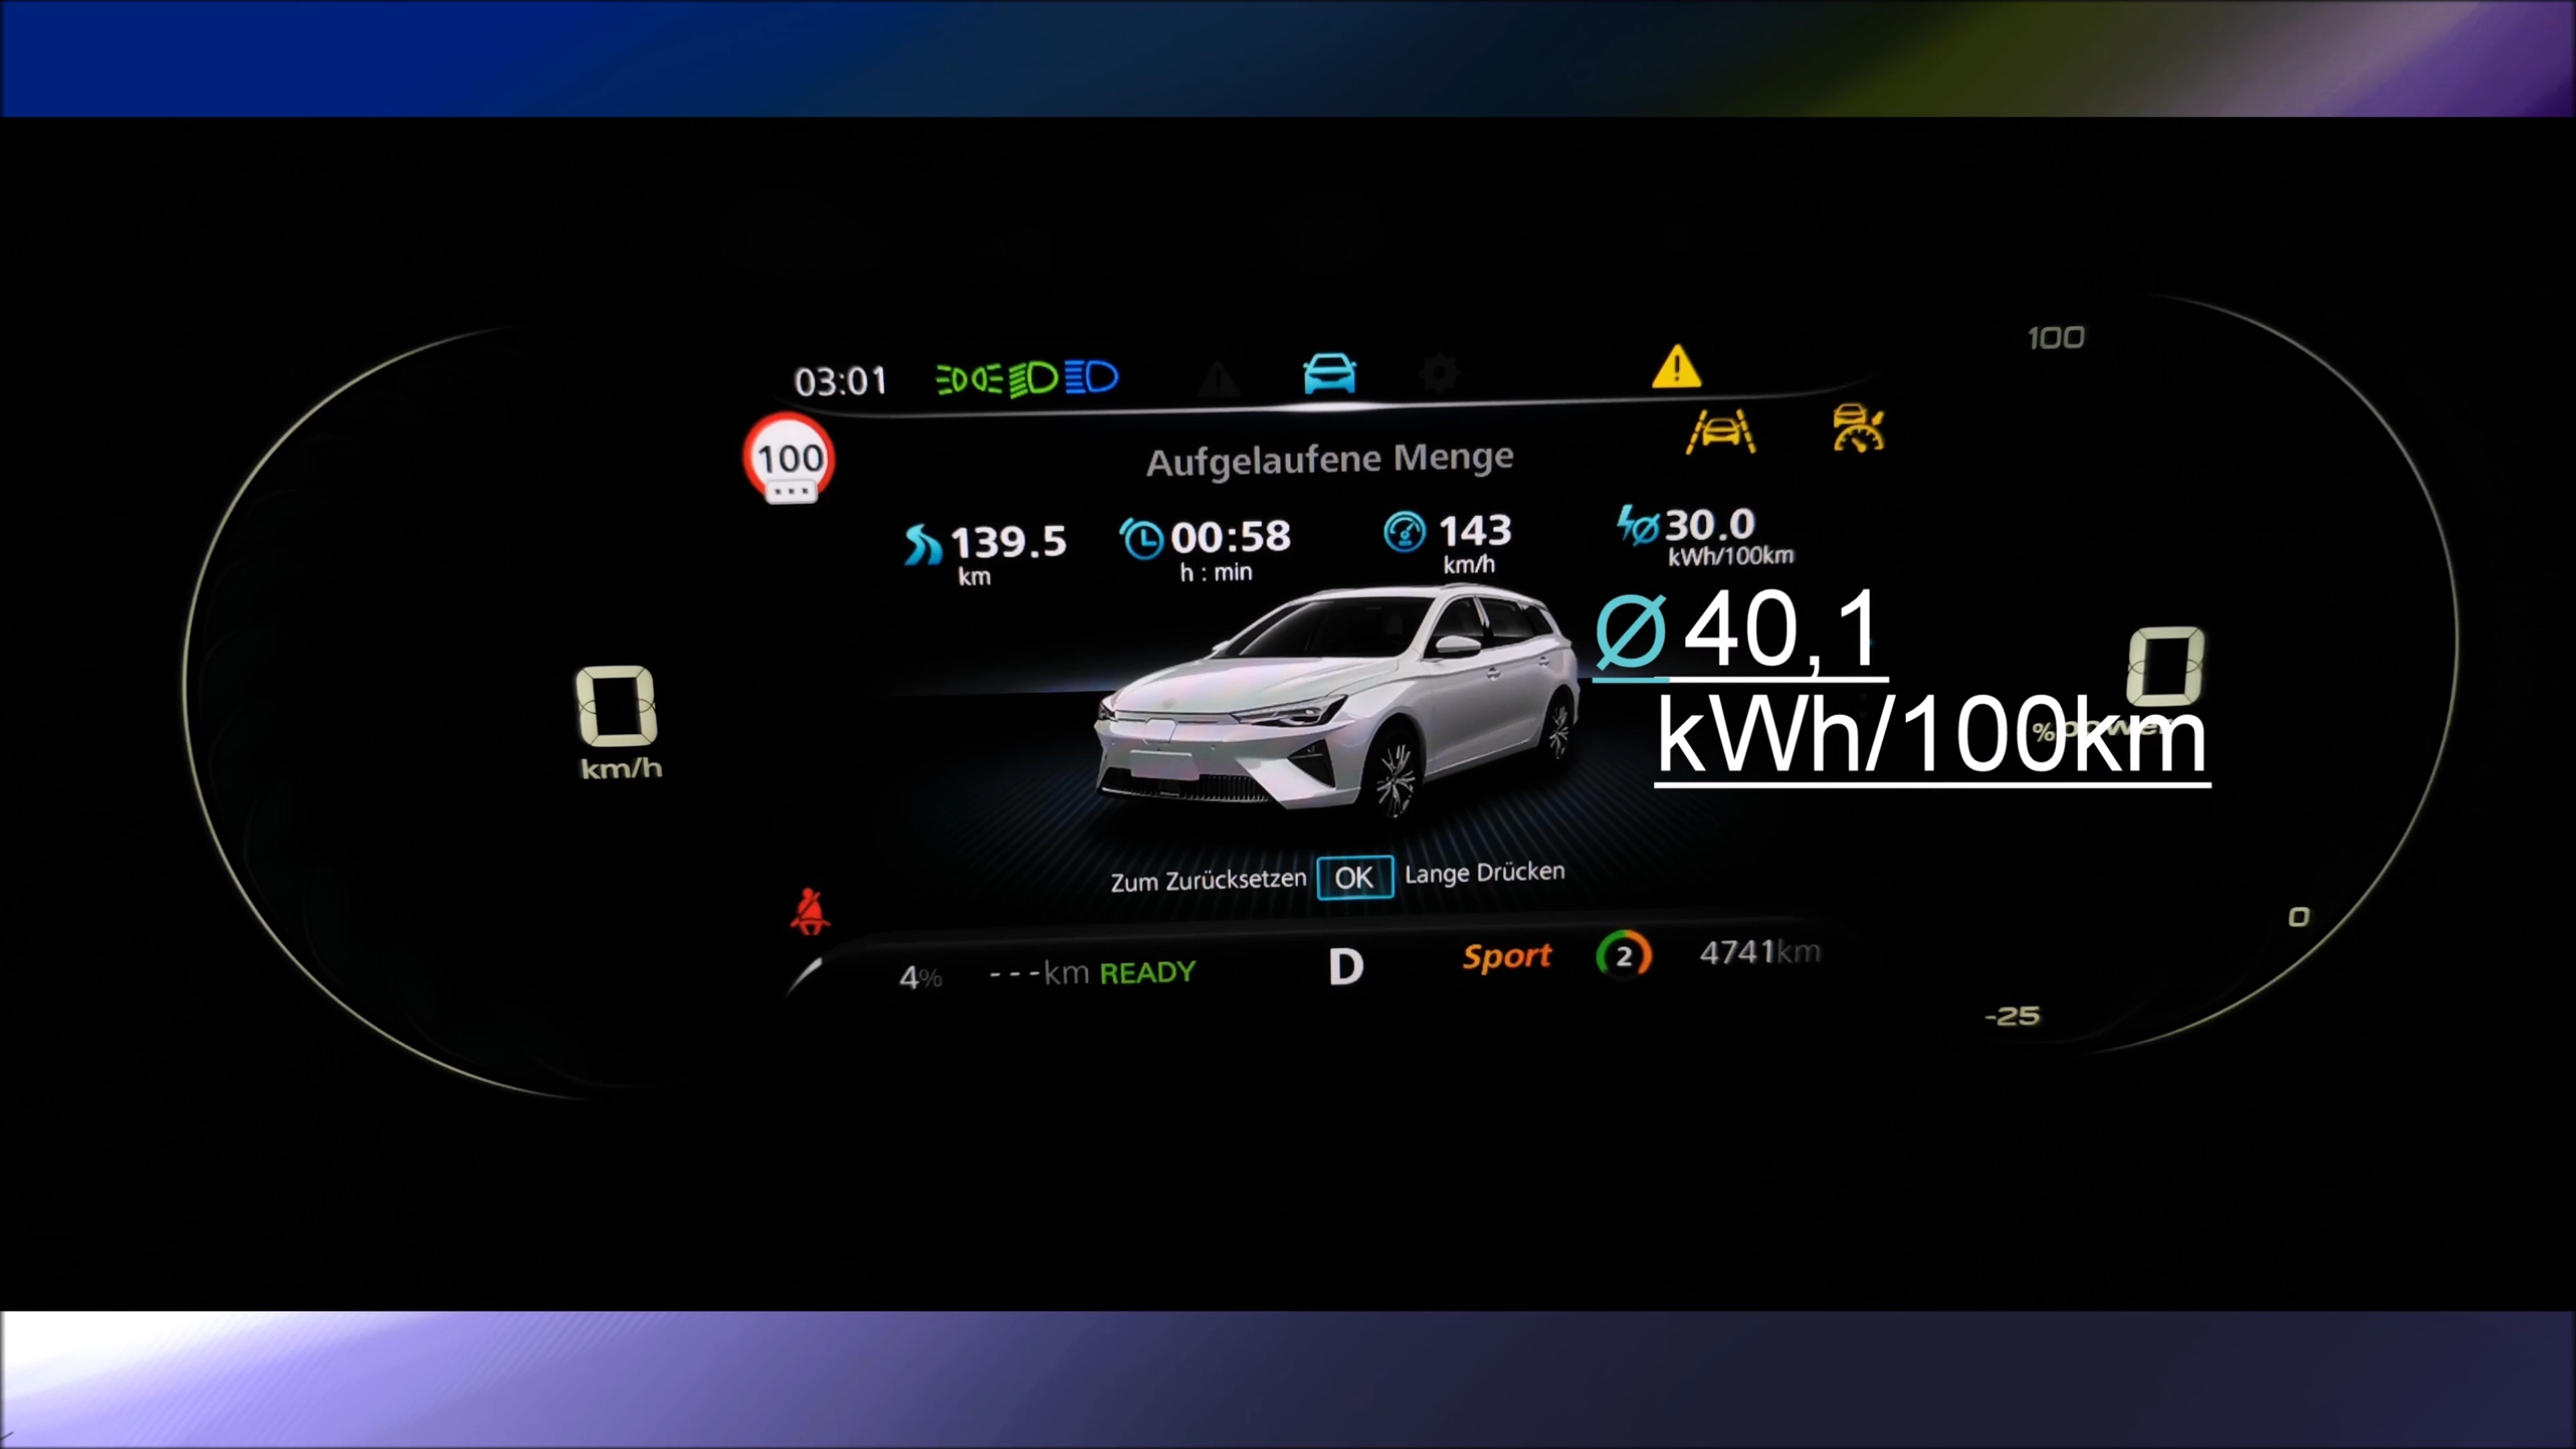 100
03:01
100
Aufgelaufene Menge
139.5
km
00:58
h : min
143
km/h
30.0
kWh/100km
Ø 40,1
kWh/100km
0
km/h
0
%power
Zum Zurücksetzen OK Lange Drücken
0
4% ---km READY D Sport 2 4741km
-25